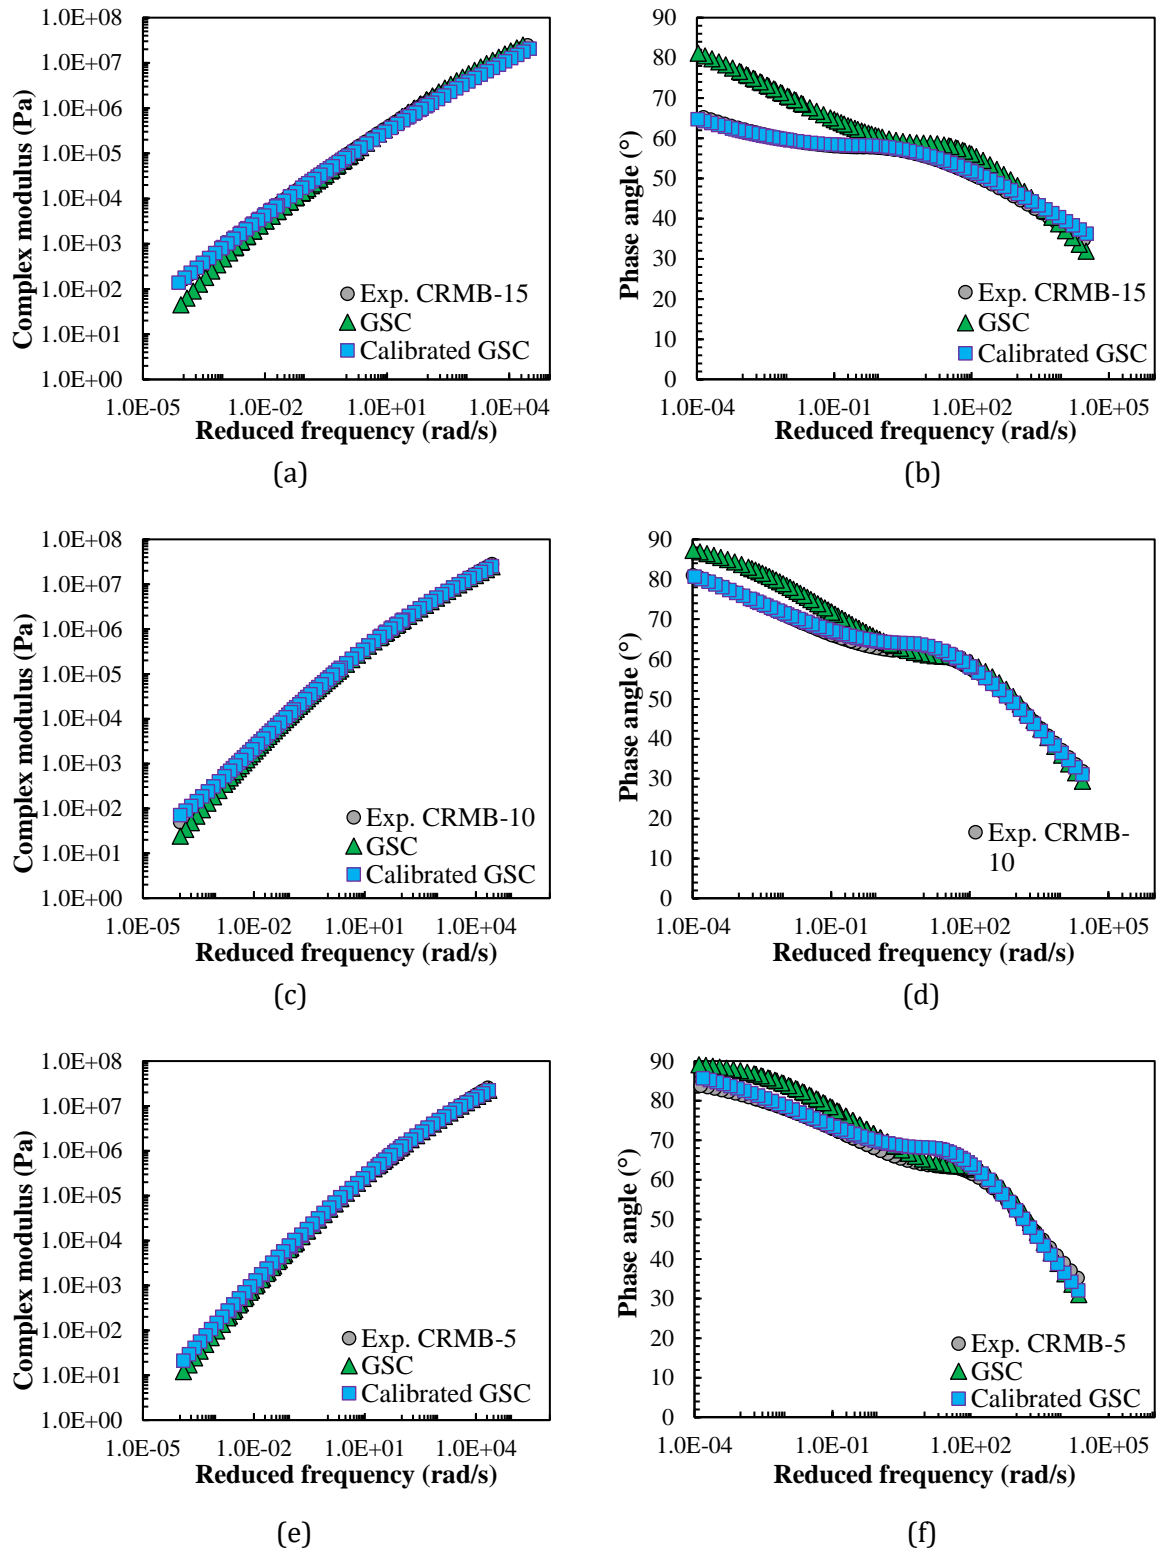 1.0E+08
1.0E+07
1.0E+06
1.0E+05
1.0E+04
1.0E+03
1.0E+02
1.0E+01
1.0E+00
Complex modulus (Pa)
Exp. CRMB-15
GSC
Calibrated GSC
1.0E-05 1.0E-02 1.0E+01 1.0E+04
Reduced frequency (rad/s)
(a)
90
80
70
60
50
40
30
20
10
0
Phase angle (°)
Exp. CRMB-15
GSC
Calibrated GSC
1.0E-04 1.0E-01 1.0E+02 1.0E+05
Reduced frequency (rad/s)
(b)
1.0E+08
1.0E+07
1.0E+06
1.0E+05
1.0E+04
1.0E+03
1.0E+02
1.0E+01
1.0E+00
Complex modulus (Pa)
Exp. CRMB-10
GSC
Calibrated GSC
1.0E-05 1.0E-02 1.0E+01 1.0E+04
Reduced frequency (rad/s)
(c)
90
80
70
60
50
40
30
20
10
0
Phase angle (°)
Exp. CRMB-
10
1.0E-04 1.0E-01 1.0E+02 1.0E+05
Reduced frequency (rad/s)
(d)
1.0E+08
1.0E+07
1.0E+06
1.0E+05
1.0E+04
1.0E+03
1.0E+02
1.0E+01
1.0E+00
Complex modulus (Pa)
Exp. CRMB-5
GSC
Calibrated GSC
1.0E-05 1.0E-02 1.0E+01 1.0E+04
Reduced frequency (rad/s)
(e)
90
80
70
60
50
40
30
20
10
0
Phase angle (°)
Exp. CRMB-5
GSC
Calibrated GSC
1.0E-04 1.0E-01 1.0E+02 1.0E+05
Reduced frequency (rad/s)
(f)